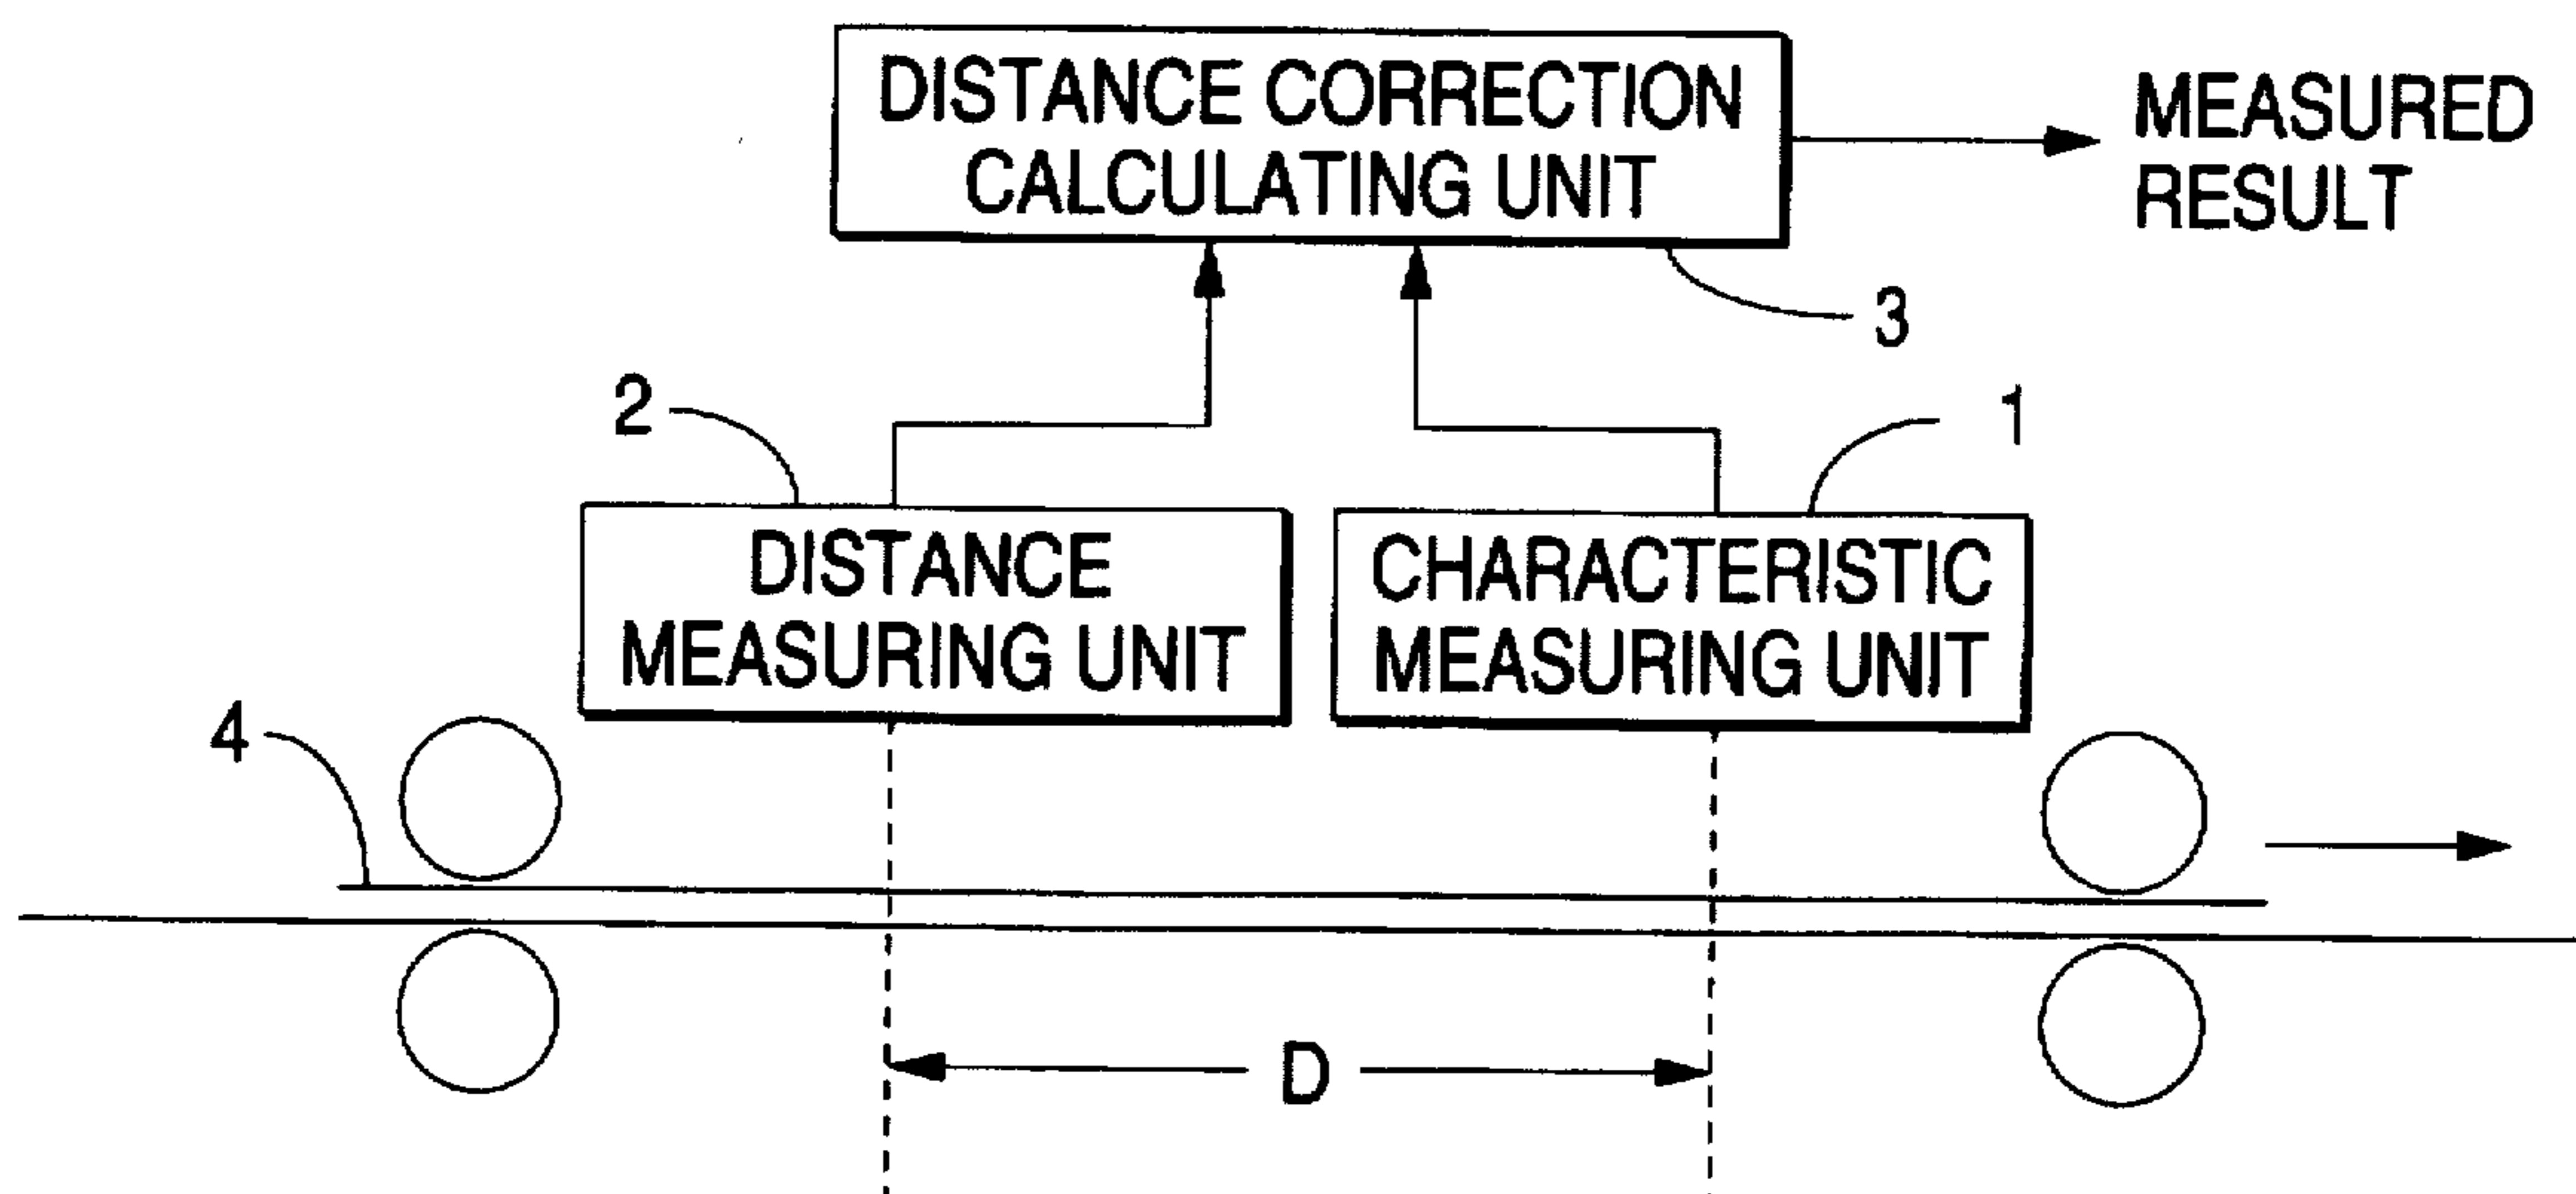 DISTANCE CORRECTION
CALCULATING UNIT
MEASURED
RESULT
3
2
1
DISTANCE
MEASURING UNIT
CHARACTERISTIC
MEASURING UNIT
4
D